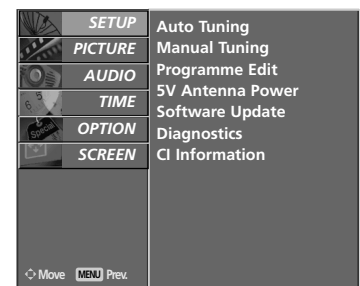 SETUP
PICTURE
AUDIO
TIME
OPTION
Special
SCREEN
Auto Tuning
Manual Tuning
Programme Edit
5V Antenna Power
Software Update
Diagnostics
CI Information
Move MENU Prev.